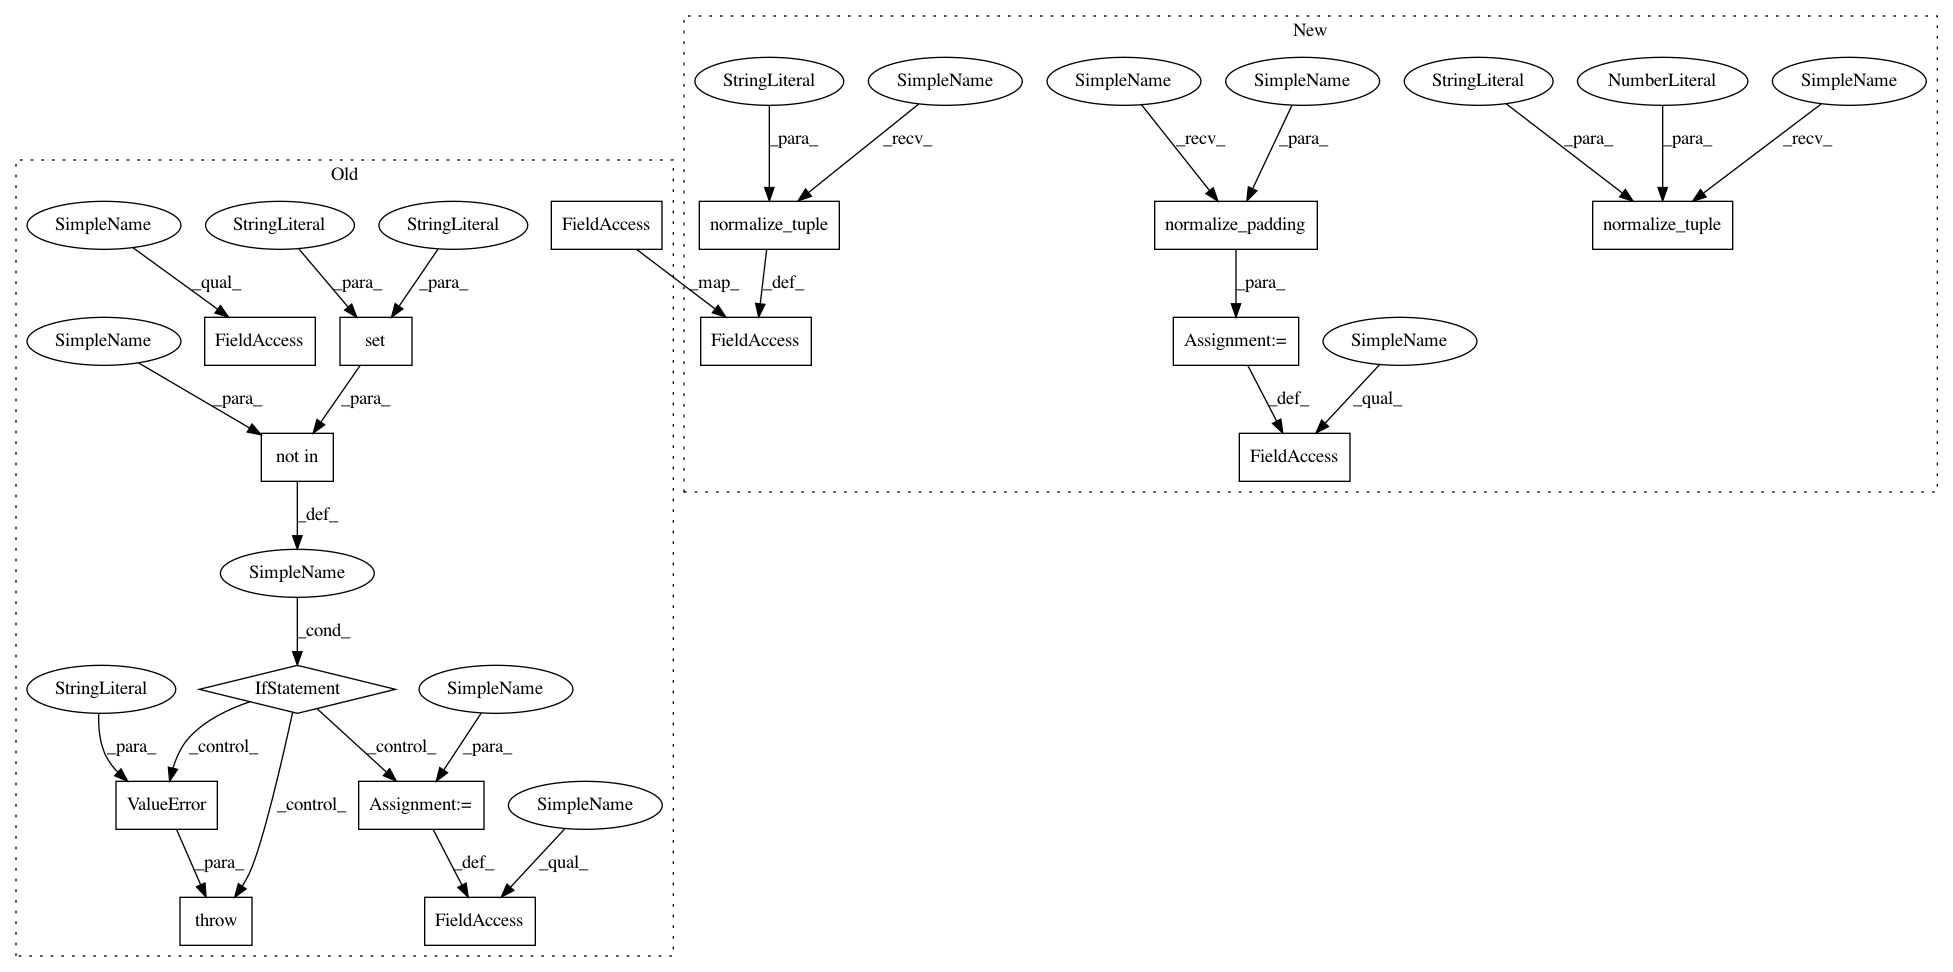 New
StringLiteral
SimpleName
SimpleName
SimpleName
StringLiteral
NumberLiteral
SimpleName
_para_
_recv_
_recv_
_para_
_para_
_para_
_recv_
Old
SimpleName
StringLiteral
StringLiteral
FieldAccess
normalize_tuple
normalize_padding
normalize_tuple
_qual_
_para_
_para_
_map_
_def_
_para_
SimpleName
FieldAccess
set
FieldAccess
Assignment:=
SimpleName
_para_
_para_
_def_
_qual_
not in
FieldAccess
_def_
SimpleName
_cond_
StringLiteral
IfStatement
SimpleName
_para_
_control_
_control_
_para_
ValueError
_control_
Assignment:=
SimpleName
_para_
_def_
_qual_
throw
FieldAccess